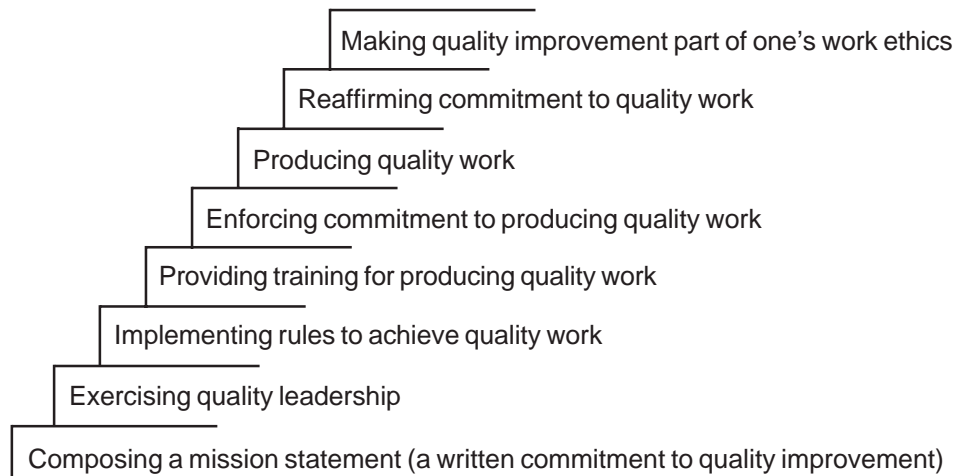 Making quality improvement part of one’s work ethics
Reaffirming commitment to quality work
Producing quality work
Enforcing commitment to producing quality work
Providing training for producing quality work
Implementing rules to achieve quality work
Exercising quality leadership
Composing a mission statement (a written commitment to quality improvement)